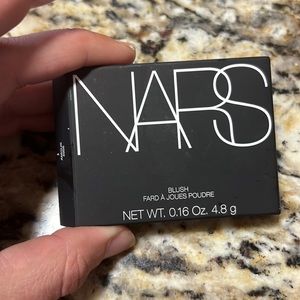 NARS
BLUSH
FARD À JOUES POUDRE
NET WT. 0.16 Oz. 4.8 g